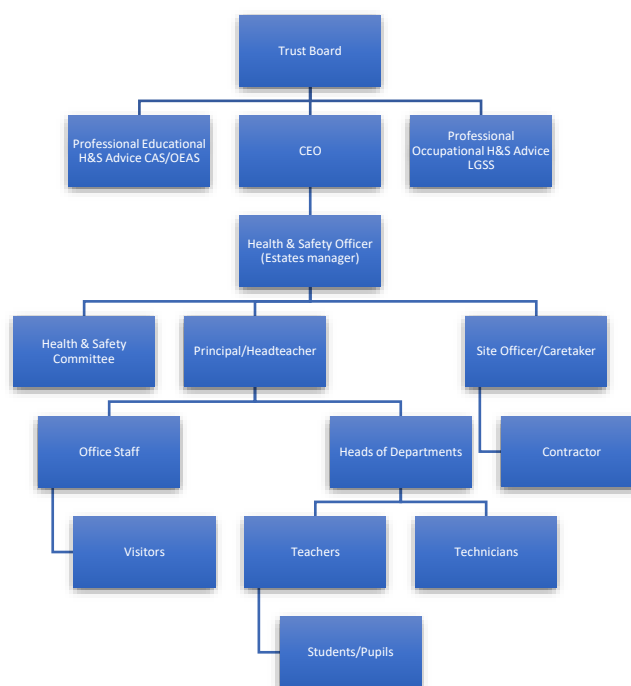 Trust Board
Professional Educational
H&S Advice CAS/OEAS
CEO
Professional
Occupational H&S Advice
LGSS
Health & Safety Officer
(Estates manager)
Health & Safety
Committee
Principal/Headteacher
Site Officer/Caretaker
Office Staff
Heads of Departments
Contractor
Visitors
Teachers
Technicians
Students/Pupils